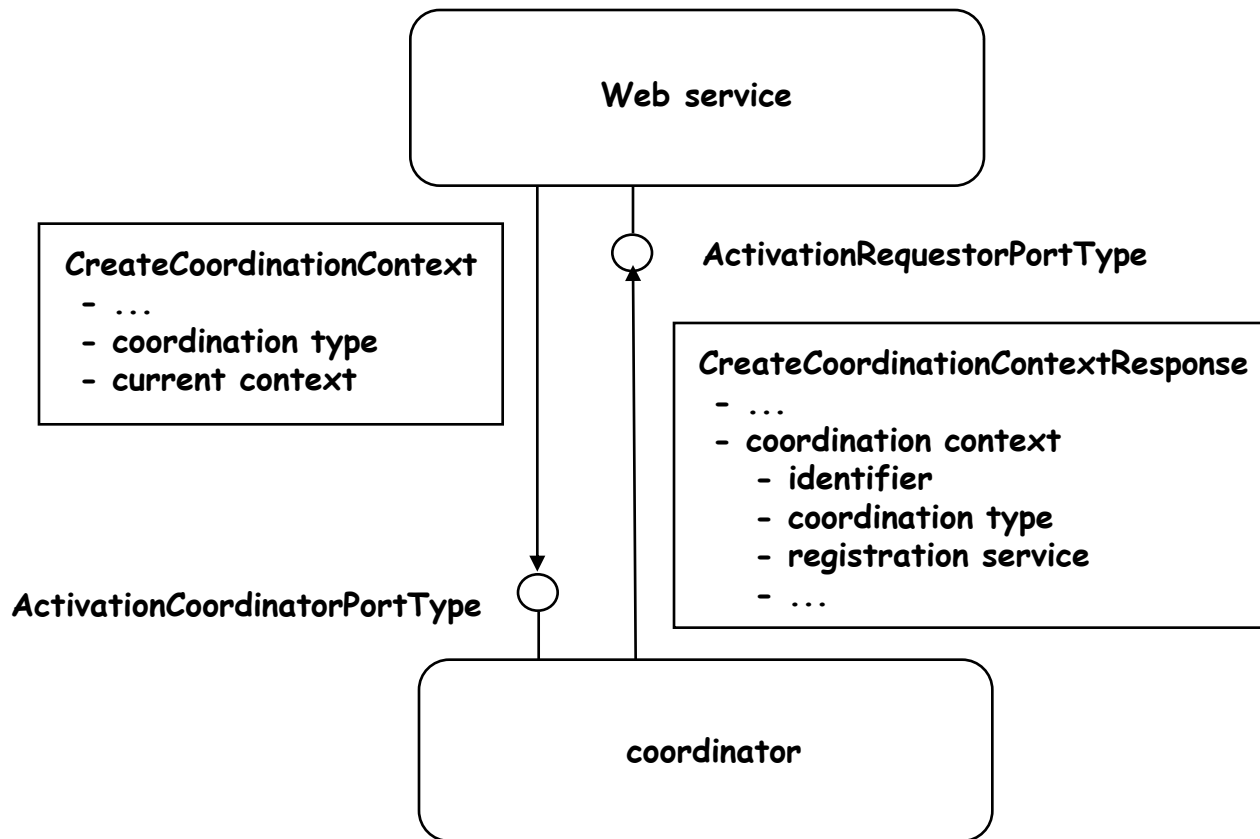 Web service
CreateCoordinationContext
- ...
- coordination type
- current context
ActivationRequestorPortType
CreateCoordinationContextResponse
- ...
- coordination context
- identifier
- coordination type
- registration service
- ...
ActivationCoordinatorPortType
coordinator